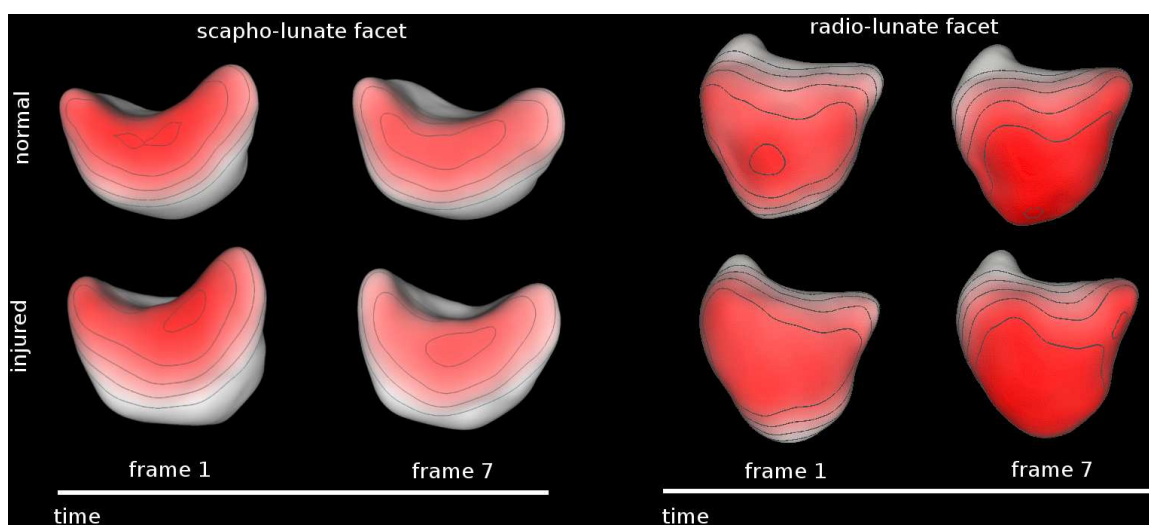 scapho-lunate facet
radio-lunate facet
normal
injured
frame 1
frame 7
frame 1
frame 7
time
time